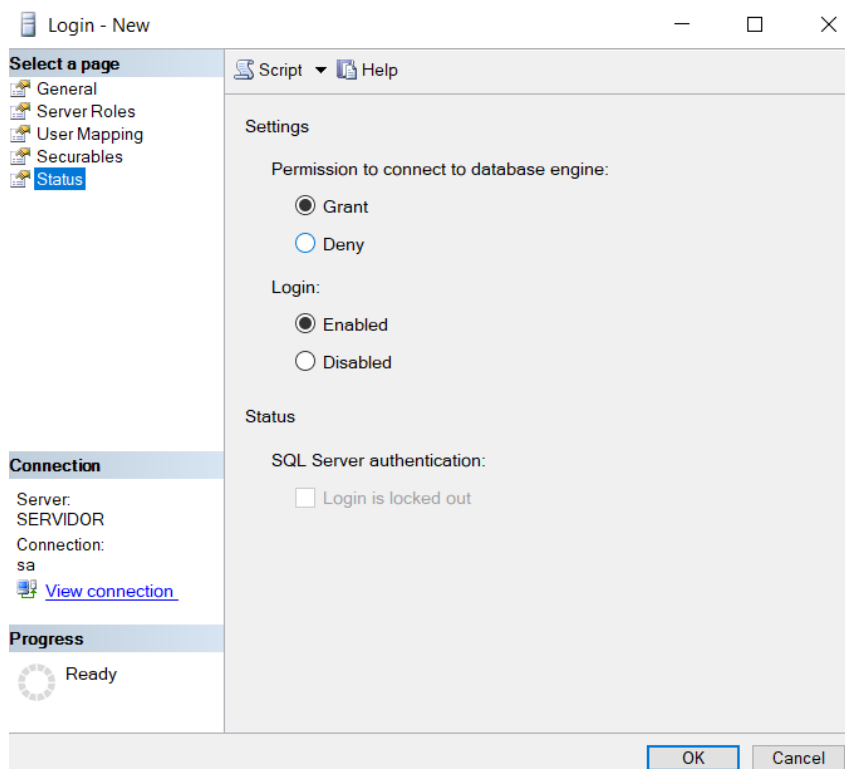 Login - New
Select a page
General
Server Roles
User Mapping
Securables
Status
Script Help
Settings
Permission to connect to database engine:
Grant
Deny
Login:
Enabled
Disabled
Status
SQL Server authentication:
Login is locked out
Connection
Server:
SERVIDOR
Connection:
sa
View connection
Progress
Ready
OK Cancel